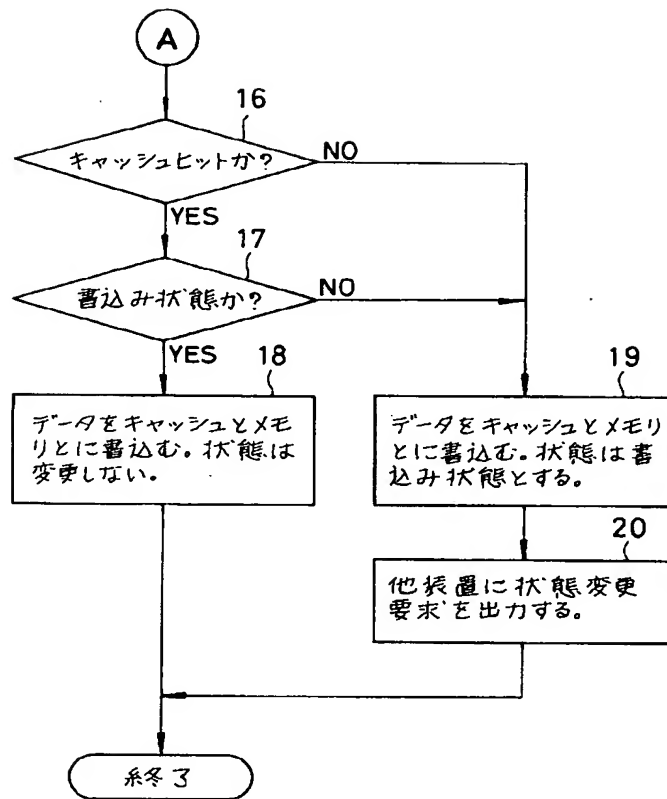 A
16
キャッシュヒットか?
NO
YES
17
書込み状態か?
NO
YES
18
データをキャッシュとメモ
リとに書込む。状態は
変更しない。
19
データをキャッシュとメモリ
とに書込む。状態は書
込み状態とする。
20
他装置に状態変更
要求を出力する。
終了